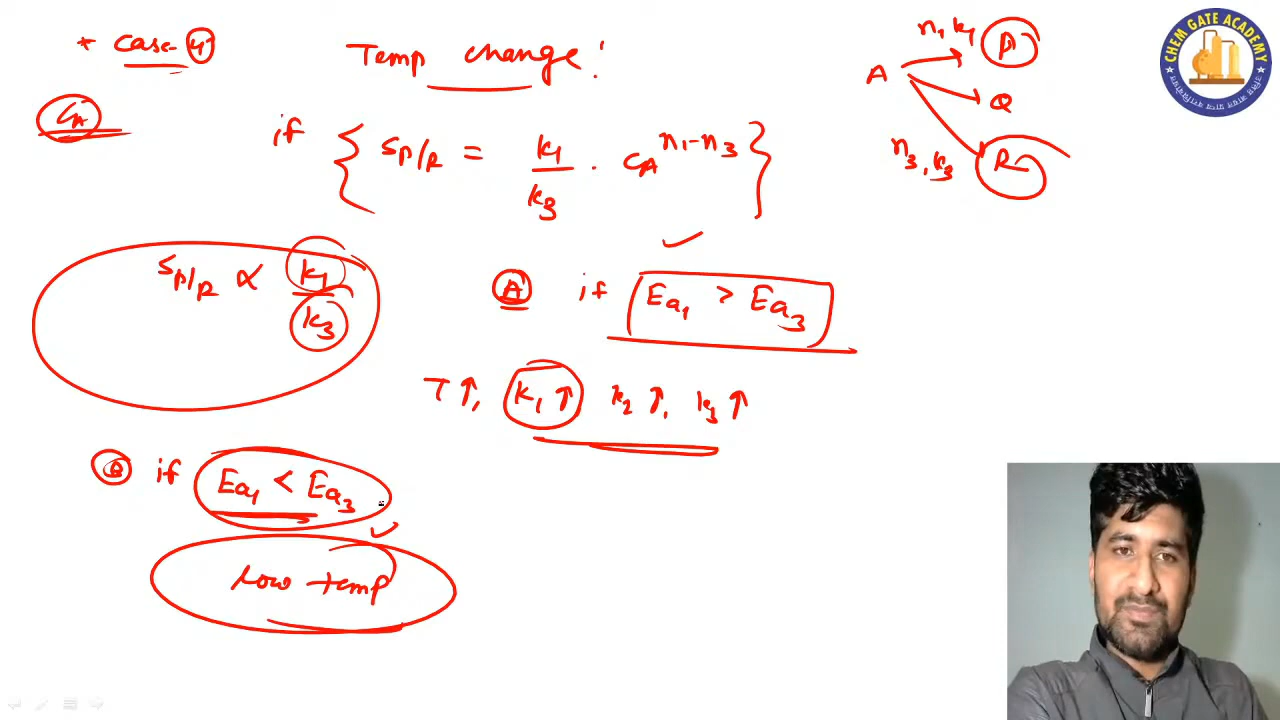 * Case-4
Temp change!
CA
if { SP/R = k1/k3 · CA^n1-n3 }
A
n1 k1 P
Q
n3, k3 R
CHEM GATE ACADEMY
SP/R ∝ k1/k3
A if Ea1 > Ea3
T↑, k1↑ k2↑, k3↑
B if Ea1 < Ea3
low temp